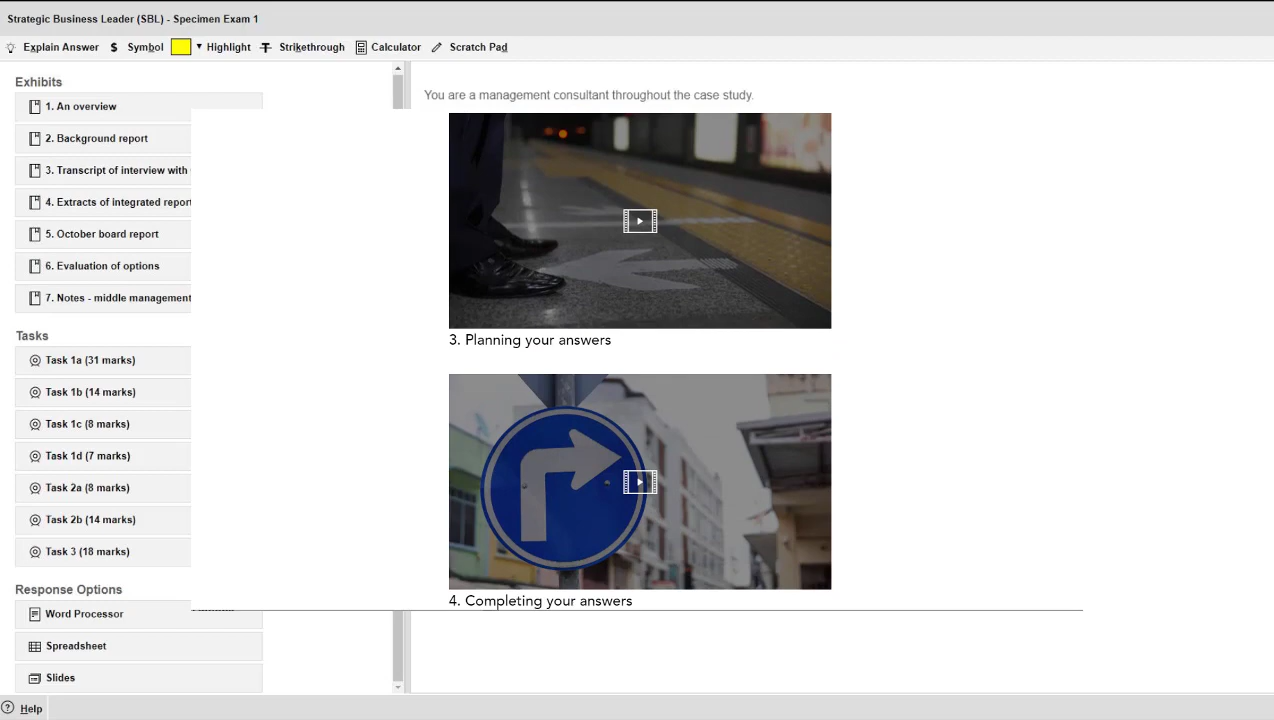 Strategic Business Leader (SBL) - Specimen Exam 1
Explain Answer
Symbol
Highlight
Strikethrough
Calculator
Scratch Pad
Exhibits
1. An overview
2. Background report
3. Transcript of interview with
4. Extracts of integrated report
5. October board report
6. Evaluation of options
7. Notes - middle management
Tasks
Task 1a (31 marks)
Task 1b (14 marks)
Task 1c (8 marks)
Task 1d (7 marks)
Task 2a (8 marks)
Task 2b (14 marks)
Task 3 (18 marks)
Response Options
Word Processor
Spreadsheet
Slides
Help
You are a management consultant throughout the case study.
3. Planning your answers
4. Completing your answers